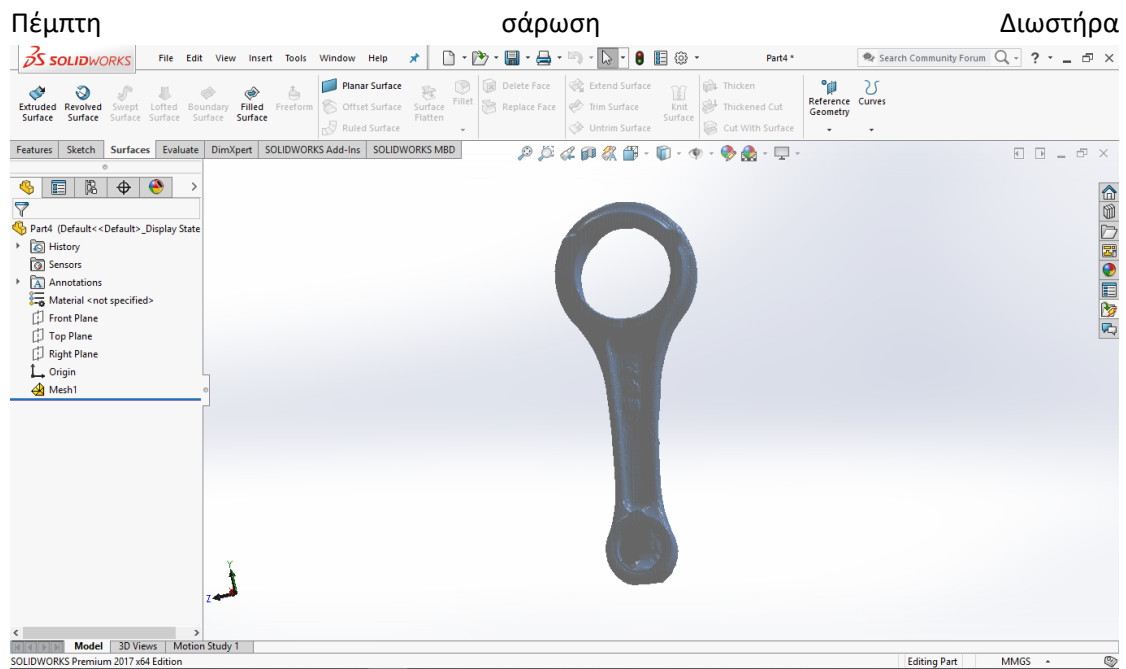 Πέμπτη σάρωση Διωστήρα
SOLIDWORKS File Edit View Insert Tools Window Help Part4 * Search Community Forum ?
Extruded Surface Revolved Surface Swept Surface Lofted Surface Boundary Surface Filled Surface Freeform
Planar Surface Offset Surface Ruled Surface
Surface Flatten Fillet
Delete Face Replace Face
Extend Surface Trim Surface Untrim Surface
Knit Surface
Thicken Thickened Cut Cut With Surface
Reference Geometry Curves
Features Sketch Surfaces Evaluate DimXpert SOLIDWORKS Add-Ins SOLIDWORKS MBD
Part4 (Default<<Default>_Display State
History
Sensors
A Annotations
Material <not specified>
Front Plane
Top Plane
Right Plane
Origin
Mesh1
Y
Z
Model 3D Views Motion Study 1
SOLIDWORKS Premium 2017 x64 Edition Editing Part MMGS